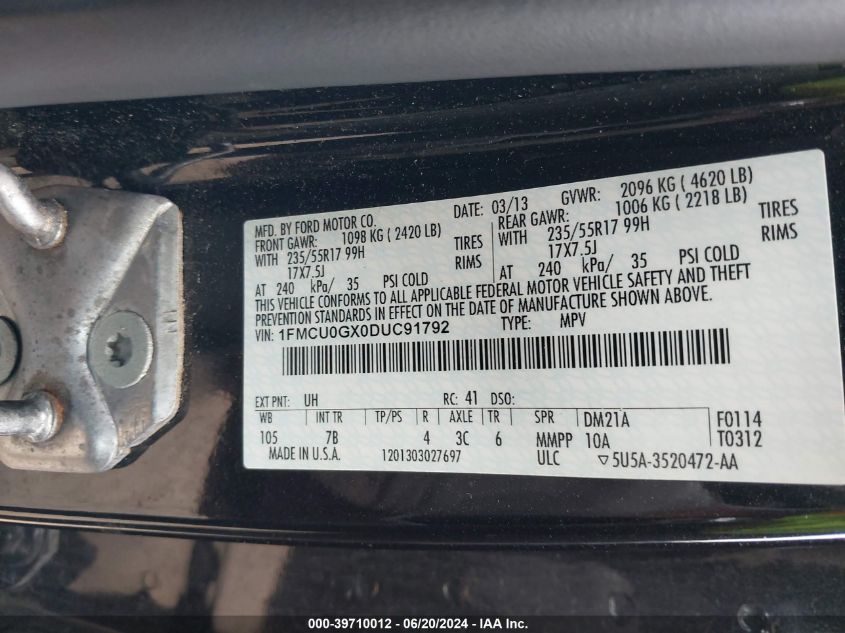 MFD. BY FORD MOTOR CO. DATE: 03/13 GVWR: 2096 KG ( 4620 LB)
FRONT GAWR: 1098 KG ( 2420 LB) REAR GAWR: 1006 KG ( 2218 LB)
WITH 235/55R17 99H TIRES WITH 235/55R17 99H TIRES
17X7.5J RIMS 17X7.5J RIMS
AT 240 kPa/ 35 PSI COLD AT 240 kPa/ 35 PSI COLD
THIS VEHICLE CONFORMS TO ALL APPLICABLE FEDERAL MOTOR VEHICLE SAFETY AND THEFT
PREVENTION STANDARDS IN EFFECT ON THE DATE OF MANUFACTURE SHOWN ABOVE.
VIN: 1FMCU0GX0DUC91792 TYPE: MPV
EXT PNT: UH RC: 41 DSO:
WB INT TR TP/PS R AXLE TR SPR DM21A F0114
105 7B 4 3C 6 MMPP 10A T0312
MADE IN U.S.A. 1201303027697 ULC ▽5U5A-3520472-AA
000-39710012 - 06/20/2024 - IAA Inc.